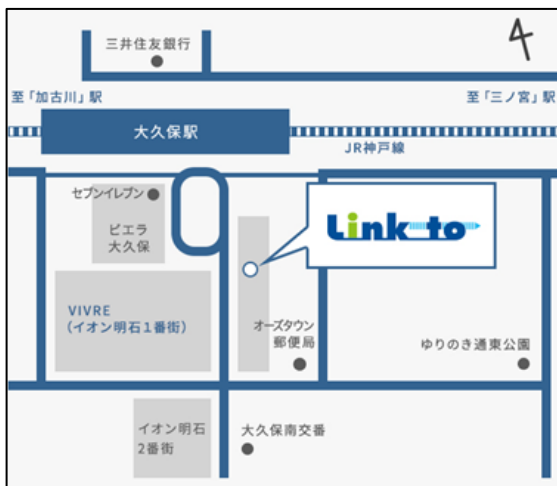 三井住友銀行
至「加古川」駅
至「三ノ宮」駅
大久保駅
JR神戸線
セブンイレブン
ビエラ
大久保
Link to
VIVRE
(イオン明石1番街)
オーズタウン
郵便局
ゆりのき通東公園
イオン明石
2番街
大久保南交番